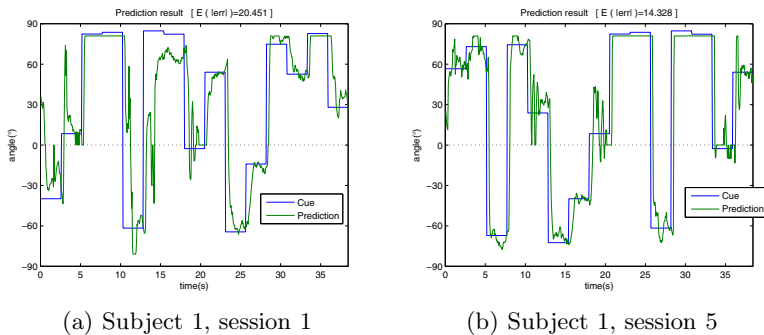 Prediction result [ E ( lerrl )=20.451]
90
60
30
0
−30
−60
−90
angle(°)
0 5 10 15 20 25 30 35
time(s)
Cue
Prediction
(a) Subject 1, session 1
Prediction result [ E ( lerrl )=14.328]
90
60
30
0
−30
−60
−90
angle(°)
0 5 10 15 20 25 30 35
time(s)
Cue
Prediction
(b) Subject 1, session 5